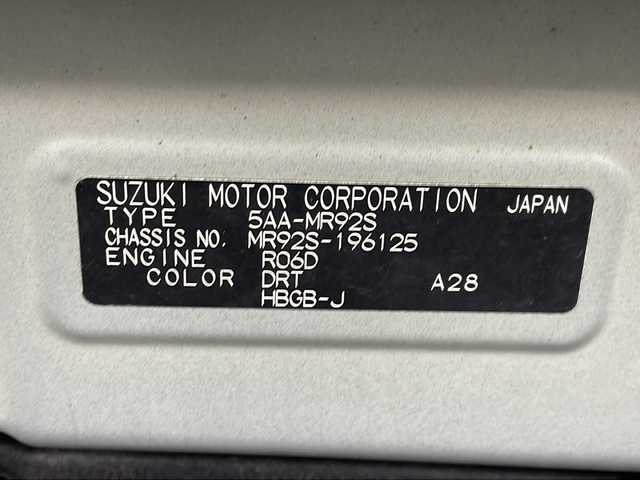 SUZUKI MOTOR CORPORATION JAPAN
TYPE 5AA-MR92S
CHASSIS NO. MR92S-196125
ENGINE R06D
COLOR DRT A28
HBGB-J